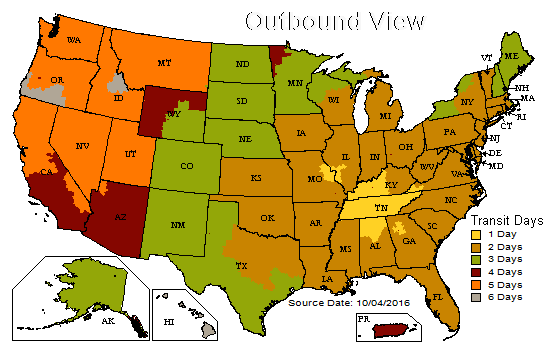 Outbound View
WA
MT
ND
MN
ME
VT
OR
ID
WY
SD
WI
MI
NY
NH
MA
RI
CT
NJ
DE
MD
PA
NE
IA
IL
IN
OH
WV
VA
CA
NV
UT
CO
KS
MO
KY
NC
TN
SC
AZ
NM
OK
AR
MS
AL
GA
TX
LA
FL
AK
HI
PR
Transit Days
1 Day
2 Days
3 Days
4 Days
5 Days
6 Days
Source Date: 10/04/2016